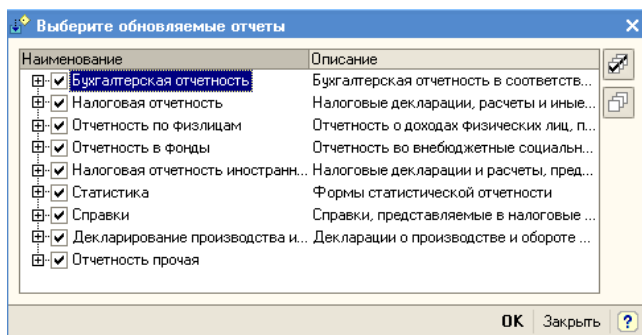 Выберите обновляемые отчеты
Наименование Описание
Бухгалтерская отчетность Бухгалтерская отчетность в соответств...
Налоговая отчетность Налоговые декларации, расчеты и иные...
Отчетность по физлицам Отчетность о доходах физических лиц, п...
Отчетность в фонды Отчетность во внебюджетные социальн...
Налоговая отчетность иностранн... Налоговые декларации и расчеты, пред...
Статистика Формы статистической отчетности
Справки Справки, представляемые в налоговые ...
Декларирование производства и... Декларации о производстве и обороте ...
Отчетность прочая
OK Закрыть ?